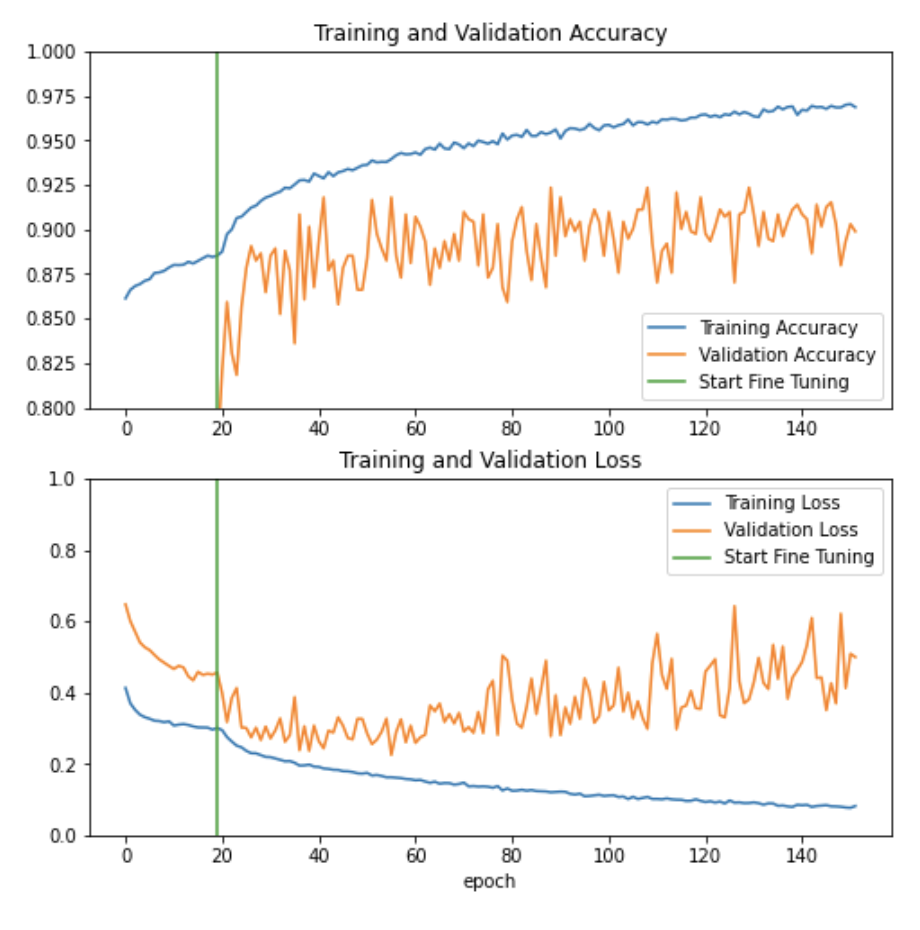 Training and Validation Accuracy
1.000
0.975
0.950
0.925
0.900
0.875
0.850
0.825
0.800
Training Accuracy
Validation Accuracy
Start Fine Tuning
0 20 40 60 80 100 120 140
Training and Validation Loss
1.0
0.8
0.6
0.4
0.2
0.0
Training Loss
Validation Loss
Start Fine Tuning
0 20 40 60 80 100 120 140
epoch